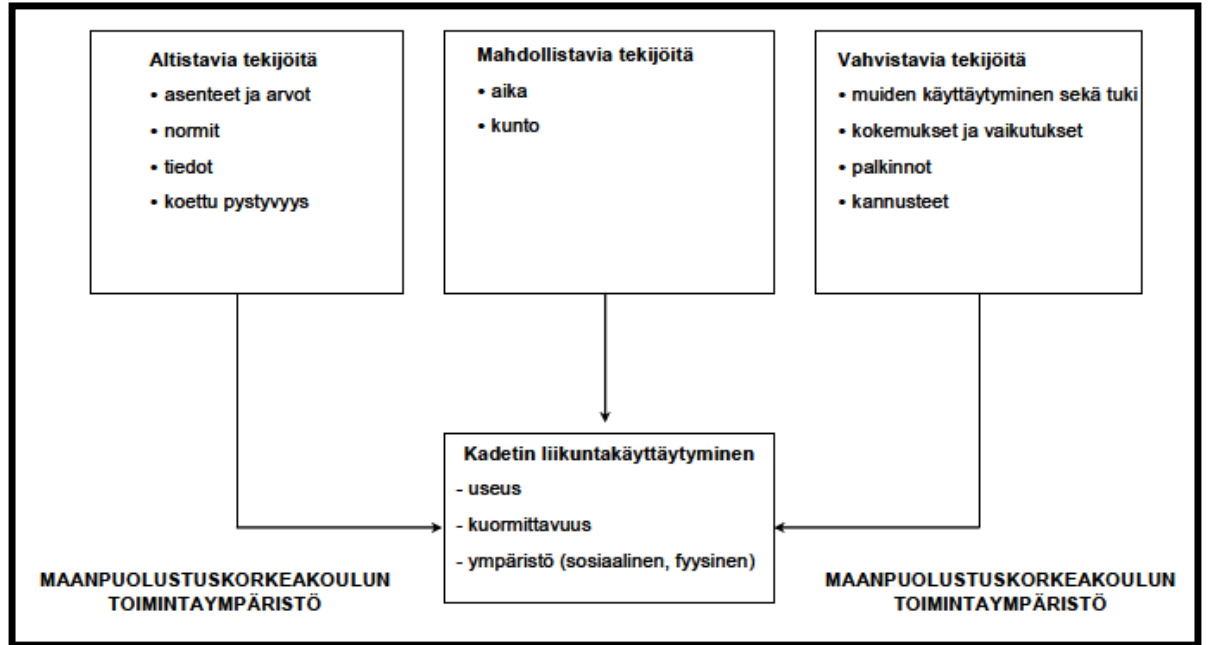 Altistavia tekijöitä
• asenteet ja arvot
• normit
• tiedot
• koettu pystyvyys
Mahdollistavia tekijöitä
• aika
• kunto
Vahvistavia tekijöitä
• muiden käyttäytyminen sekä tuki
• kokemukset ja vaikutukset
• palkinnot
• kannusteet
Kadetin liikuntakäyttäytyminen
- useus
- kuormittavuus
- ympäristö (sosiaalinen, fyysinen)
MAANPUOLUSTUSKORKEAKOULUN
TOIMINTAYMPÄRISTÖ
MAANPUOLUSTUSKORKEAKOULUN
TOIMINTAYMPÄRISTÖ